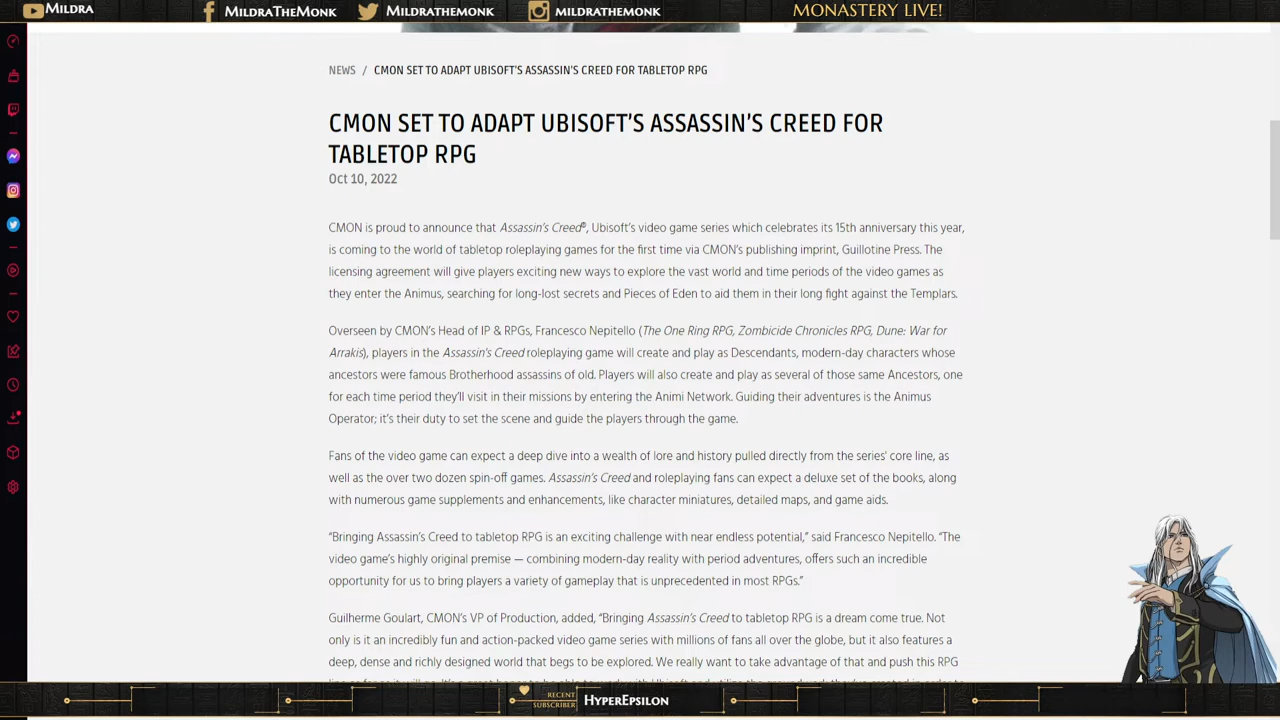 Mildra
MildraTheMonk
Mildrathemonk
mildrathemonk
MONASTERY LIVE!
NEWS / CMON SET TO ADAPT UBISOFT'S ASSASSIN'S CREED FOR TABLETOP RPG
CMON SET TO ADAPT UBISOFT'S ASSASSIN'S CREED FOR
TABLETOP RPG
Oct 10, 2022
CMON is proud to announce that Assassin's Creed®, Ubisoft's video game series which celebrates its 15th anniversary this year,
is coming to the world of tabletop roleplaying games for the first time via CMON's publishing imprint, Guillotine Press. The
licensing agreement will give players exciting new ways to explore the vast world and time periods of the video games as
they enter the Animus, searching for long-lost secrets and Pieces of Eden to aid them in their long fight against the Templars.
Overseen by CMON's Head of IP & RPGs, Francesco Nepitello (The One Ring RPG, Zombicide Chronicles RPG, Dune: War for
Arrakis), players in the Assassin's Creed roleplaying game will create and play as Descendants, modern-day characters whose
ancestors were famous Brotherhood assassins of old. Players will also create and play as several of those same Ancestors, one
for each time period they'll visit in their missions by entering the Animi Network. Guiding their adventures is the Animus
Operator; it's their duty to set the scene and guide the players through the game.
Fans of the video game can expect a deep dive into a wealth of lore and history pulled directly from the series' core line, as
well as the over two dozen spin-off games. Assassin's Creed and roleplaying fans can expect a deluxe set of the books, along
with numerous game supplements and enhancements, like character miniatures, detailed maps, and game aids.
“Bringing Assassin's Creed to tabletop RPG is an exciting challenge with near endless potential,” said Francesco Nepitello. “The
video game's highly original premise — combining modern-day reality with period adventures, offers such an incredible
opportunity for us to bring players a variety of gameplay that is unprecedented in most RPGs.”
Guilherme Goulart, CMON's VP of Production, added, “Bringing Assassin's Creed to tabletop RPG is a dream come true. Not
only is it an incredibly fun and action-packed video game series with millions of fans all over the globe, but it also features a
deep, dense and richly designed world that begs to be explored. We really want to take advantage of that and push this RPG
RECENT
SUBSCRIBER
HyperEpsilon